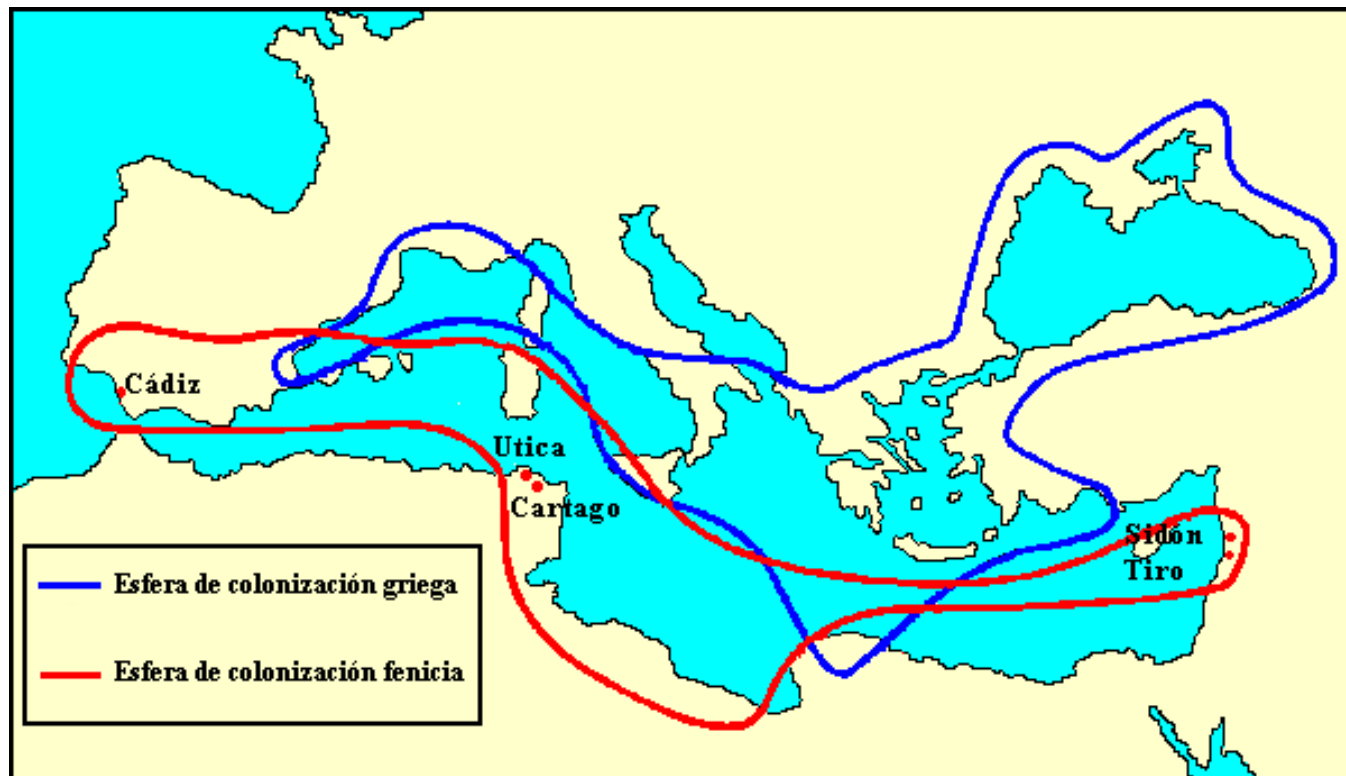 Cádiz
Utica
Cartago
Sidón
Tiro
Esfera de colonización griega
Esfera de colonización fenicia